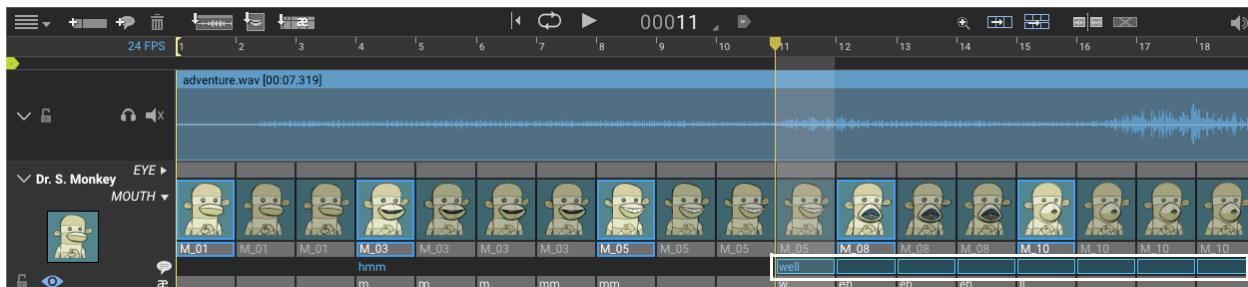 æ 00011
24 FPS 1 2 3 4 5 6 7 8 9 10 11 12 13 14 15 16 17 18
adventure.wav [00:07.319]
EYE
Dr. S. Monkey
MOUTH
M_01 M_01 M_01 M_03 M_03 M_03 M_03 M_05 M_05 M_05 M_05 M_08 M_08 M_08 M_10 M_10 M_10 M_10
hmm well
æ m m m mm mm w eh eh eh ll